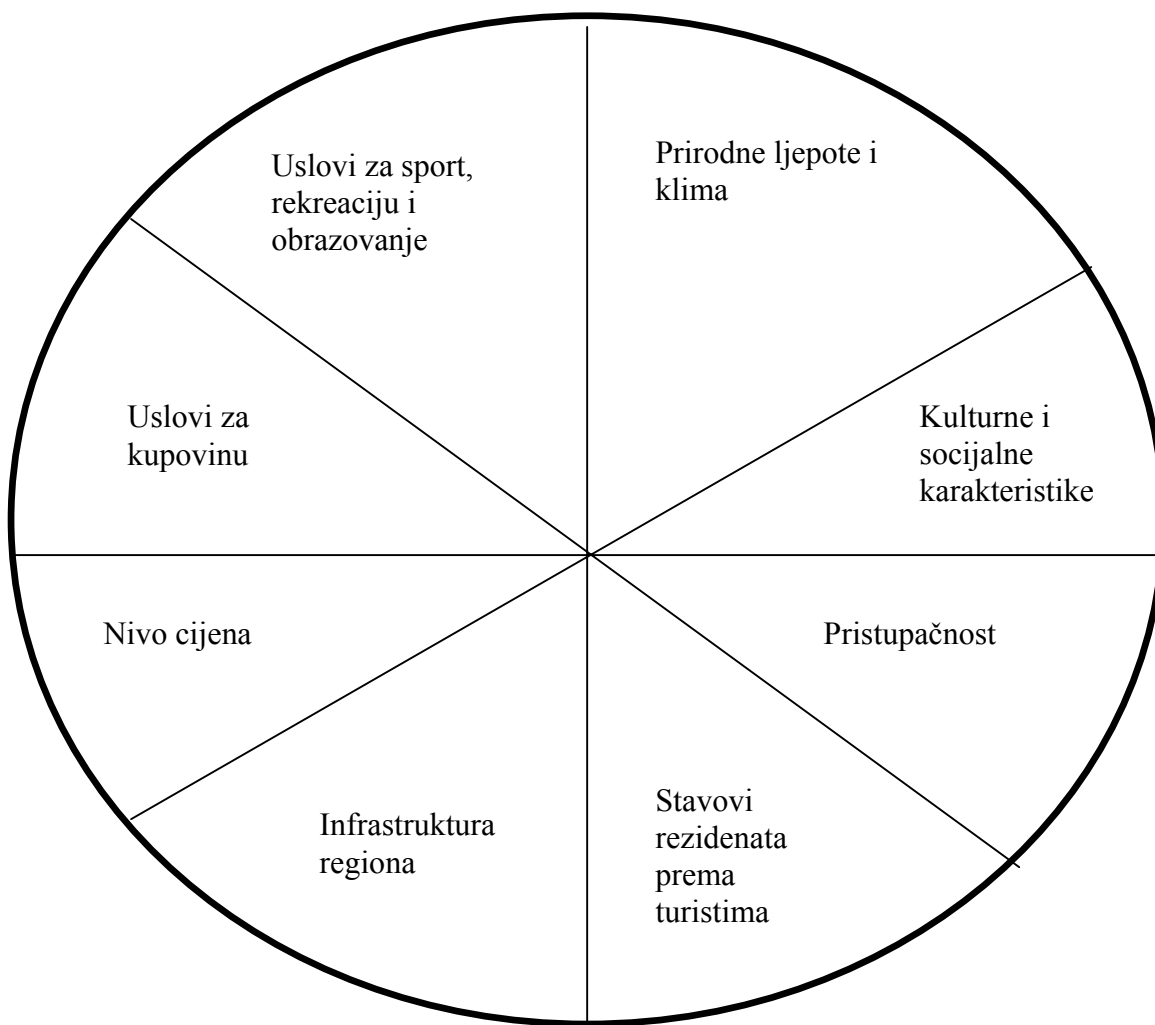 Uslovi za sport,
rekreaciju i
obrazovanje
Prirodne ljepote i
klima
Uslovi za
kupovinu
Kulturne i
socijalne
karakteristike
Nivo cijena
Pristupačnost
Infrastruktura
regiona
Stavovi
rezidenata
prema
turistima